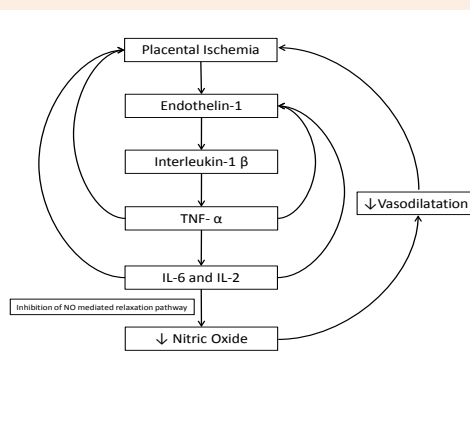 Placental Ischemia
Endothelin-1
Interleukin-1 β
↓Vasodilatation
TNF- α
IL-6 and IL-2
Inhibition of NO mediated relaxation pathway
↓ Nitric Oxide